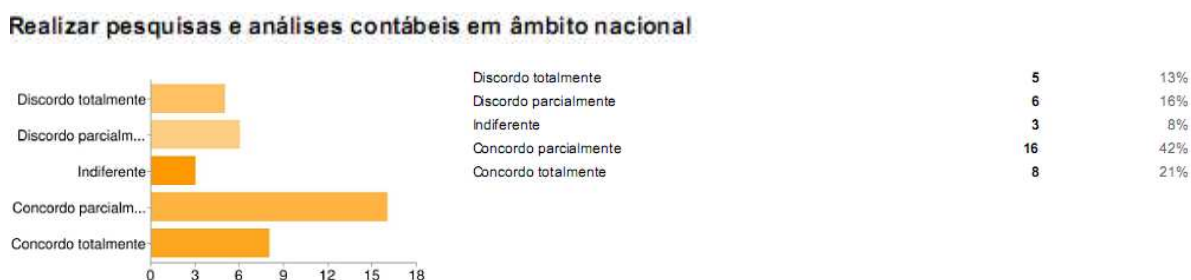 Realizar pesquisas e análises contábeis em âmbito nacional
Discordo totalmente
Discordo parcialm...
Indiferente
Concordo parcialm...
Concordo totalmente
0 3 6 9 12 15 18
Discordo totalmente 5 13%
Discordo parcialmente 6 16%
Indiferente 3 8%
Concordo parcialmente 16 42%
Concordo totalmente 8 21%